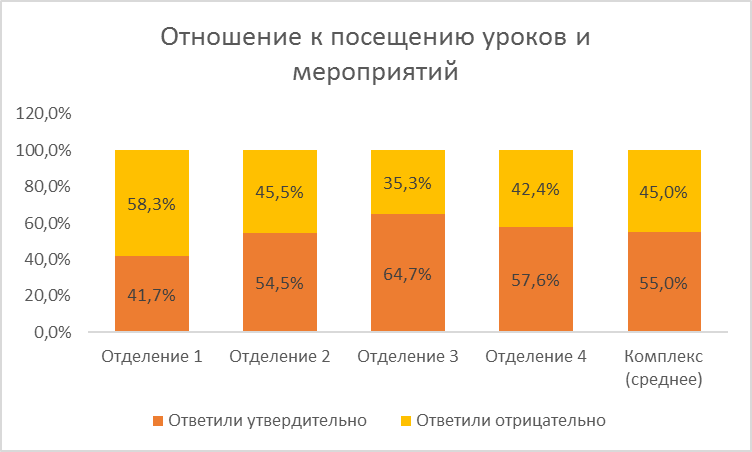 Отношение к посещению уроков и
мероприятий
120,0%
100,0%
80,0%
60,0%
40,0%
20,0%
0,0%
58,3%
45,5%
35,3%
42,4%
45,0%
41,7%
54,5%
64,7%
57,6%
55,0%
Отделение 1
Отделение 2
Отделение 3
Отделение 4
Комплекс
(среднее)
Ответили утвердительно
Ответили отрицательно